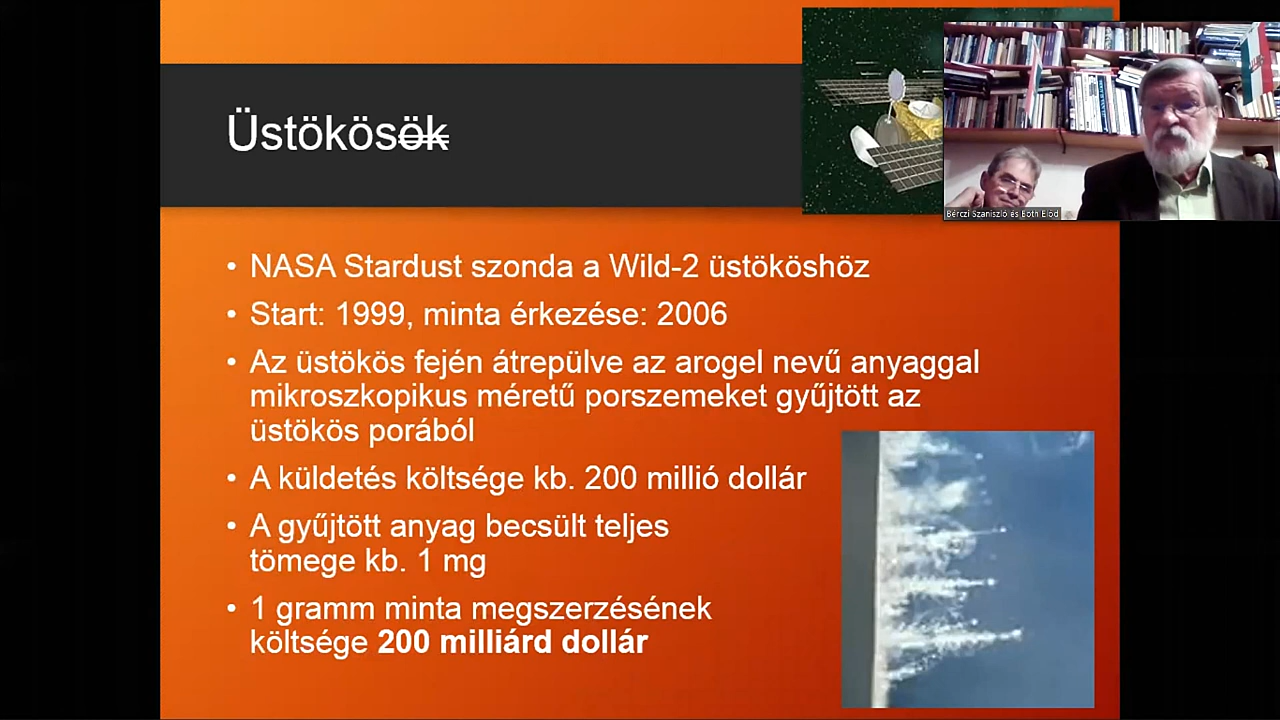 Üstökösök
NASA Stardust szonda a Wild-2 üstököshöz
Start: 1999, minta érkezése: 2006
Az üstökös fején átrepülve az arogel nevű anyaggal
mikroszkopikus méretű porszemeket gyűjtött az
üstökös porából
A küldetés költsége kb. 200 millió dollár
A gyűjtött anyag becsült teljes
tömege kb. 1 mg
1 gramm minta megszerzésének
költsége 200 milliárd dollár
Bérczi Szaniszló és Both Előd